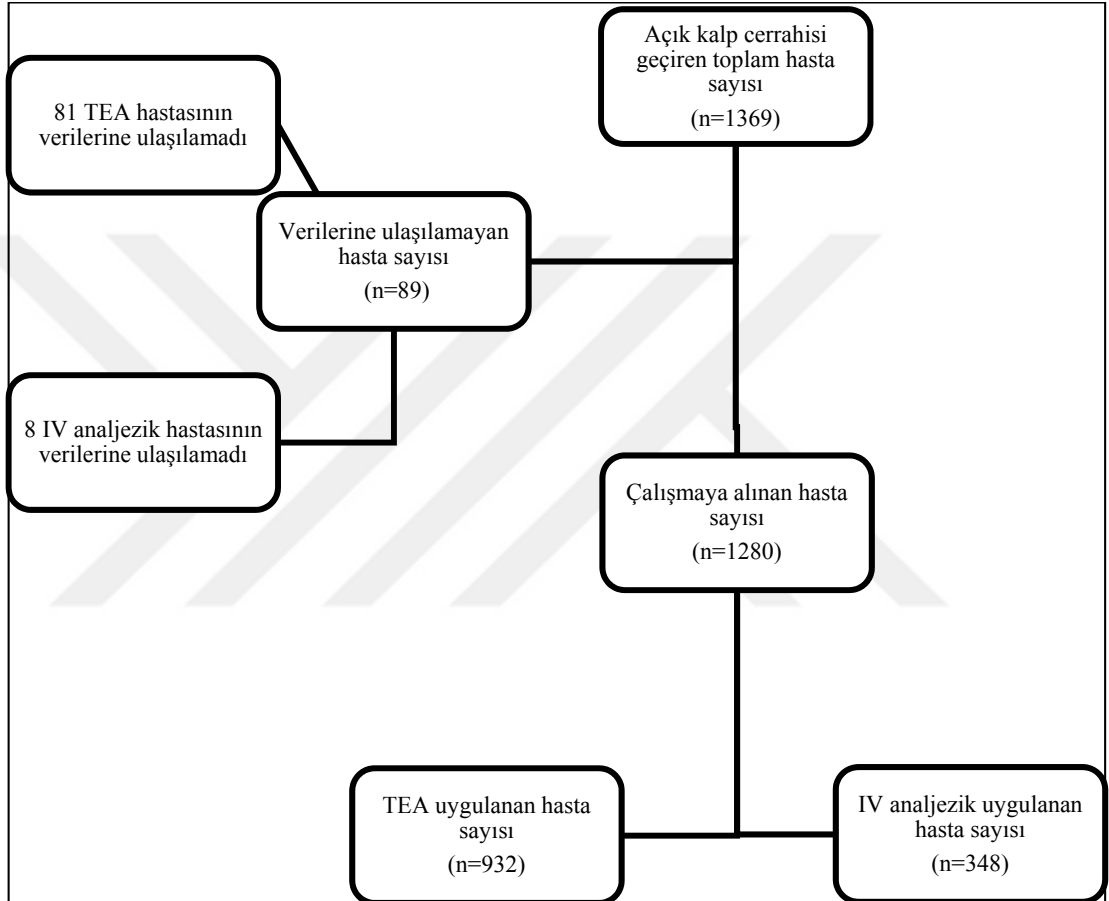 Açık kalp cerrahisi
geçiren toplam hasta
sayısı
(n=1369)
81 TEA hastasının
verilerine ulaşılamadı
Verilerine ulaşılamayan
hasta sayısı
(n=89)
8 IV analjezik hastasının
verilerine ulaşılamadı
Çalışmaya alınan hasta
sayısı
(n=1280)
TEA uygulanan hasta
sayısı
(n=932)
IV analjezik uygulanan
hasta sayısı
(n=348)